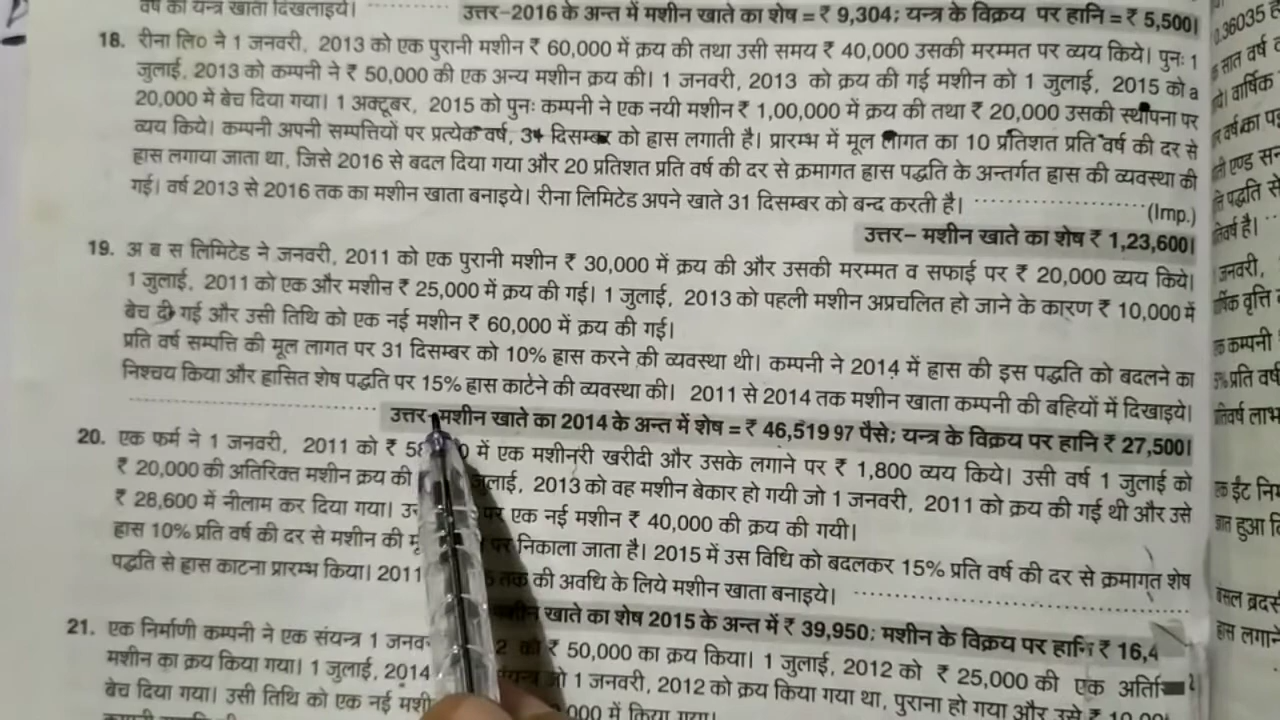 वर्ष का यन्त्र खाता दिखलाइये।
उत्तर–2016 के अन्त में मशीन खाते का शेष = ₹ 9,304; यन्त्र के विक्रय पर हानि = ₹ 5,500।
18. रीना लि० ने 1 जनवरी, 2013 को एक पुरानी मशीन ₹ 60,000 में क्रय की तथा उसी समय ₹ 40,000 उसकी मरम्मत पर व्यय किये। पुनः 1
जुलाई, 2013 को कम्पनी ने ₹ 50,000 की एक अन्य मशीन क्रय की। 1 जनवरी, 2013 को क्रय की गई मशीन को 1 जुलाई, 2015 को a
20,000 में बेच दिया गया। 1 अक्टूबर, 2015 को पुनः कम्पनी ने एक नयी मशीन ₹ 1,00,000 में क्रय की तथा ₹ 20,000 उसकी स्थापना पर
व्यय किये। कम्पनी अपनी सम्पत्तियों पर प्रत्येक वर्ष, 31 दिसम्बर को ह्रास लगाती है। प्रारम्भ में मूल लागत का 10 प्रतिशत प्रति वर्ष की दर से
ह्रास लगाया जाता था, जिसे 2016 से बदल दिया गया और 20 प्रतिशत प्रति वर्ष की दर से क्रमागत ह्रास पद्धति के अन्तर्गत ह्रास की व्यवस्था की
गई। वर्ष 2013 से 2016 तक का मशीन खाता बनाइये। रीना लिमिटेड अपने खाते 31 दिसम्बर को बन्द करती है।
(Imp.)
उत्तर– मशीन खाते का शेष ₹ 1,23,600।
19. अ ब स लिमिटेड ने जनवरी, 2011 को एक पुरानी मशीन ₹ 30,000 में क्रय की और उसकी मरम्मत व सफाई पर ₹ 20,000 व्यय किये।
1 जुलाई, 2011 को एक और मशीन ₹ 25,000 में क्रय की गई। 1 जुलाई, 2013 को पहली मशीन अप्रचलित हो जाने के कारण ₹ 10,000 में
बेच दी गई और उसी तिथि को एक नई मशीन ₹ 60,000 में क्रय की गई।
प्रति वर्ष सम्पत्ति की मूल लागत पर 31 दिसम्बर को 10% ह्रास करने की व्यवस्था थी। कम्पनी ने 2014 में ह्रास की इस पद्धति को बदलने का
निश्चय किया और ह्रासित शेष पद्धति पर 15% ह्रास काटने की व्यवस्था की। 2011 से 2014 तक मशीन खाता कम्पनी की बहियों में दिखाइये।
उत्तर–मशीन खाते का 2014 के अन्त में शेष = ₹ 46,519 97 पैसे; यन्त्र के विक्रय पर हानि ₹ 27,500।
20. एक फर्म ने 1 जनवरी, 2011 को ₹ में एक मशीनरी खरीदी और उसके लगाने पर ₹ 1,800 व्यय किये। उसी वर्ष 1 जुलाई को
₹ 20,000 की अतिरिक्त मशीन क्रय की जुलाई, 2013 को वह मशीन बेकार हो गयी जो 1 जनवरी, 2011 को क्रय की गई थी और उसे
₹ 28,600 में नीलाम कर दिया गया। पर एक नई मशीन ₹ 40,000 की क्रय की गयी।
ह्रास 10% प्रति वर्ष की दर से मशीन की पर निकाला जाता है। 2015 में उस विधि को बदलकर 15% प्रति वर्ष की दर से क्रमागत् शेष
पद्धति से ह्रास काटना प्रारम्भ किया। 2011 तक की अवधि के लिये मशीन खाता बनाइये।
खाते का शेष 2015 के अन्त में ₹ 39,950; मशीन के विक्रय पर हानि ₹ 16,4
21. एक निर्माणी कम्पनी ने एक संयन्त्र 1 को ₹ 50,000 का क्रय किया। 1 जुलाई, 2012 को ₹ 25,000 की एक
मशीन का क्रय किया गया। 1 जुलाई, 2014 जो 1 जनवरी, 2012 को क्रय किया गया था, पुराना हो गया और उसे
बेच दिया गया। उसी तिथि को एक नई में किया गया।